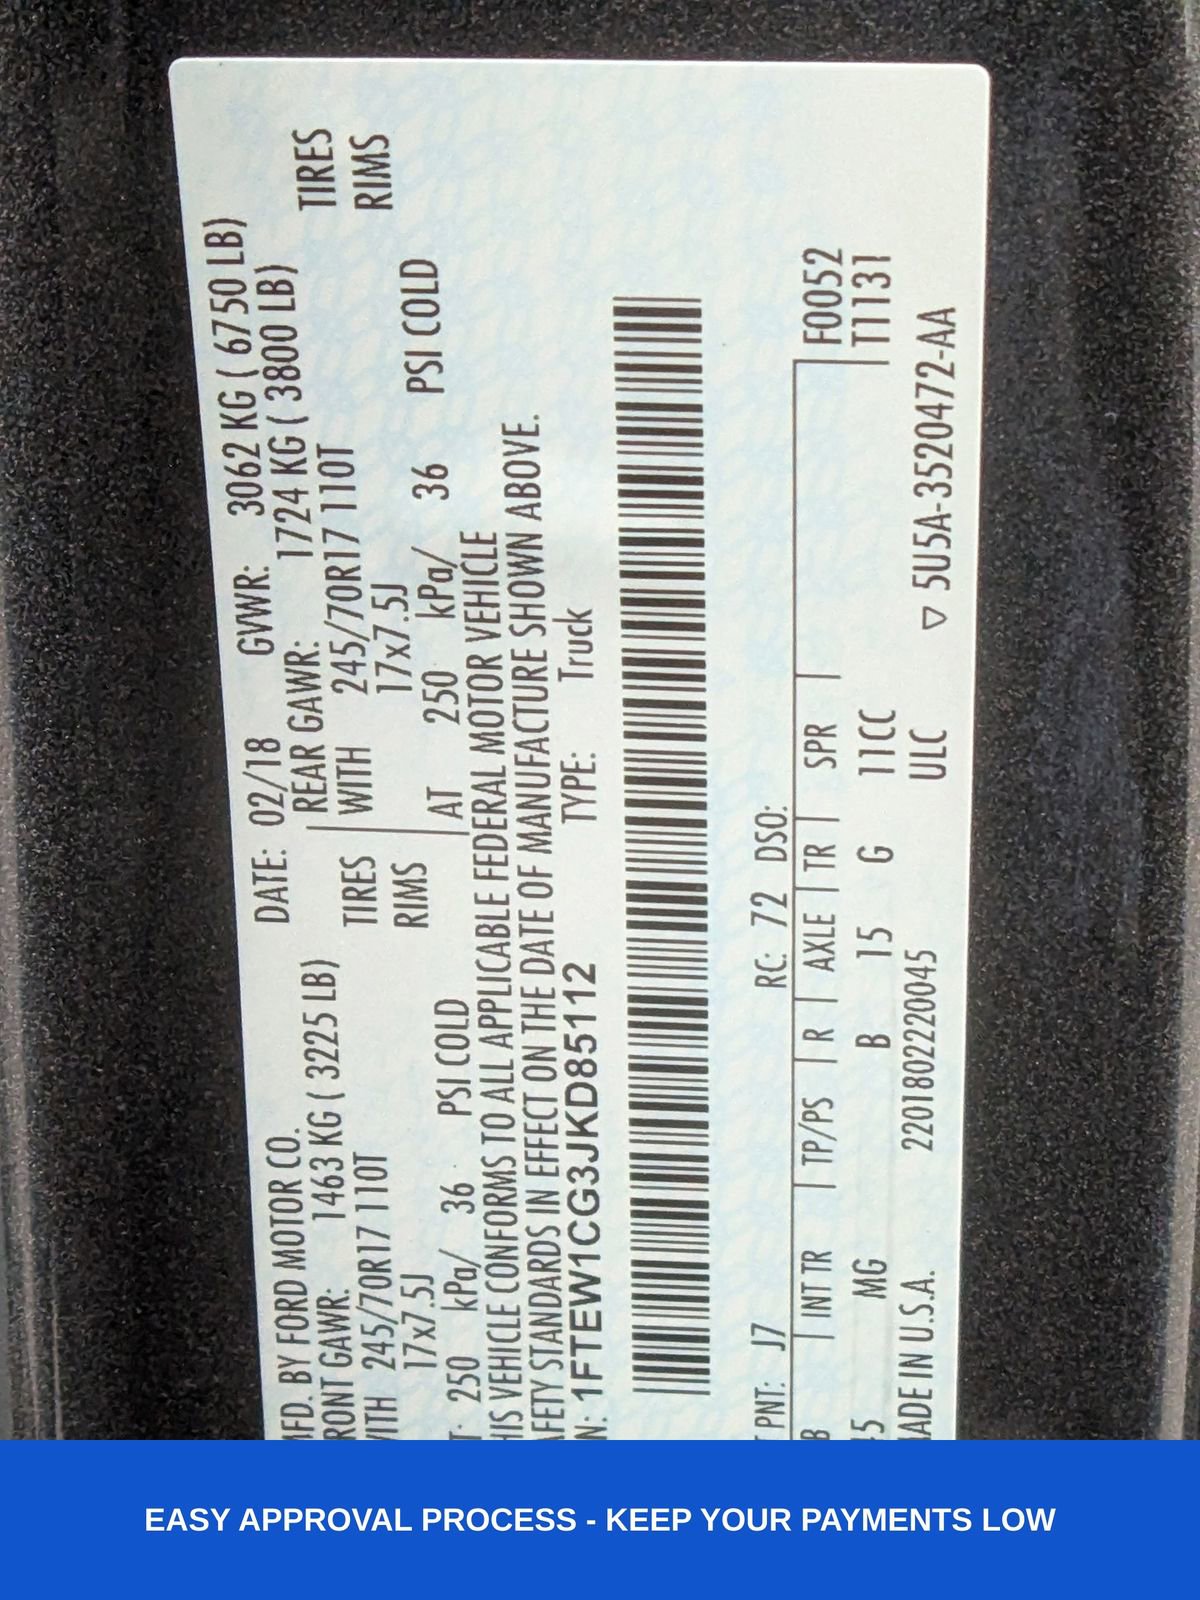 MFD. BY FORD MOTOR CO. DATE: 02/18 GVWR: 3062 KG ( 6750 LB)
RONT GAWR: 1463 KG ( 3225 LB) REAR GAWR: 1724 KG ( 3800 LB)
WITH 245/70R17 110T TIRES WITH 245/70R17 110T TIRES
17x7.5J RIMS 17x7.5J RIMS
T: 250 kPa/ 36 PSI COLD AT 250 kPa/ 36 PSI COLD
HIS VEHICLE CONFORMS TO ALL APPLICABLE FEDERAL MOTOR VEHICLE
AFETY STANDARDS IN EFFECT ON THE DATE OF MANUFACTURE SHOWN ABOVE.
N: 1FTEW1CG3JKD85112 TYPE: Truck
T PNT: J7 RC: 72 DSO:
B INT TR TP/PS R AXLE TR SPR F0052
45 MG B 15 G 11CC T1131
MADE IN U.S.A. 2201802220045 ULC ▽ 5U5A-3520472-AA
EASY APPROVAL PROCESS - KEEP YOUR PAYMENTS LOW